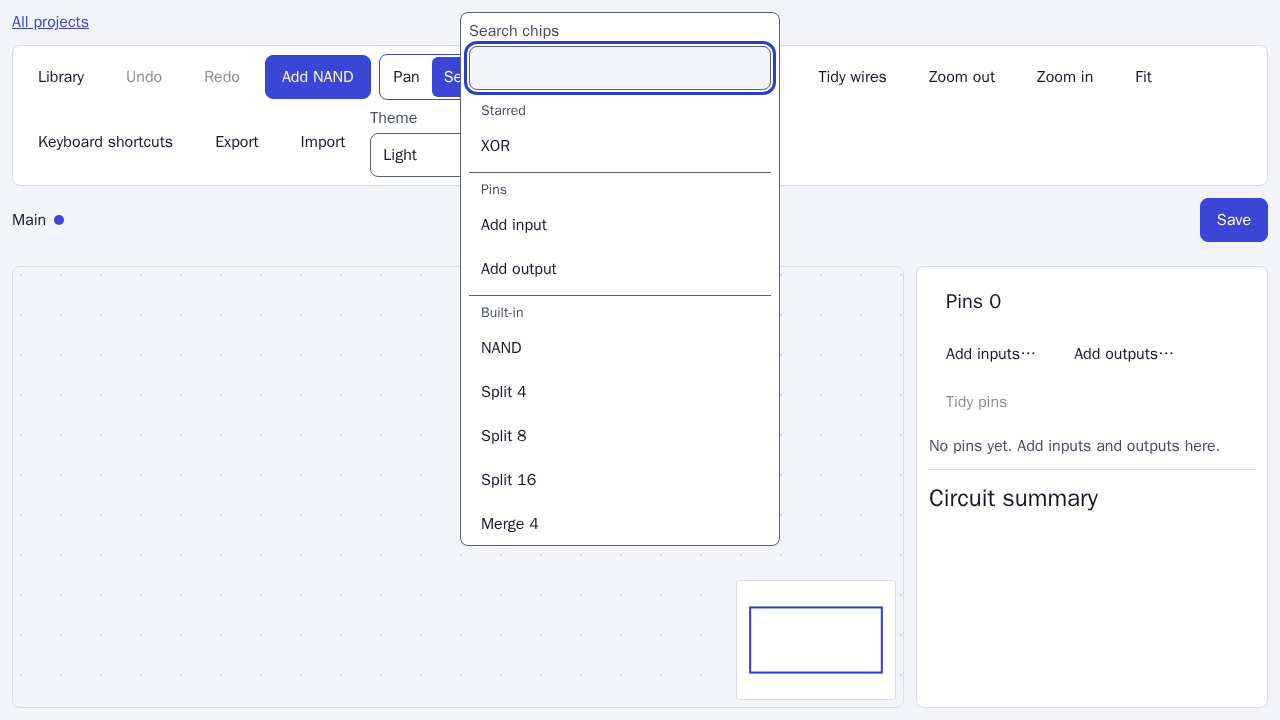 All projects
Library
Undo
Redo
Add NAND
Pan
Tidy wires
Zoom out
Zoom in
Fit
Keyboard shortcuts
Export
Import
Theme
Light
Main
Save
Search chips
Starred
XOR
Pins
Add input
Add output
Built-in
NAND
Split 4
Split 8
Split 16
Merge 4
Pins 0
Add inputs…
Add outputs…
Tidy pins
No pins yet. Add inputs and outputs here.
Circuit summary